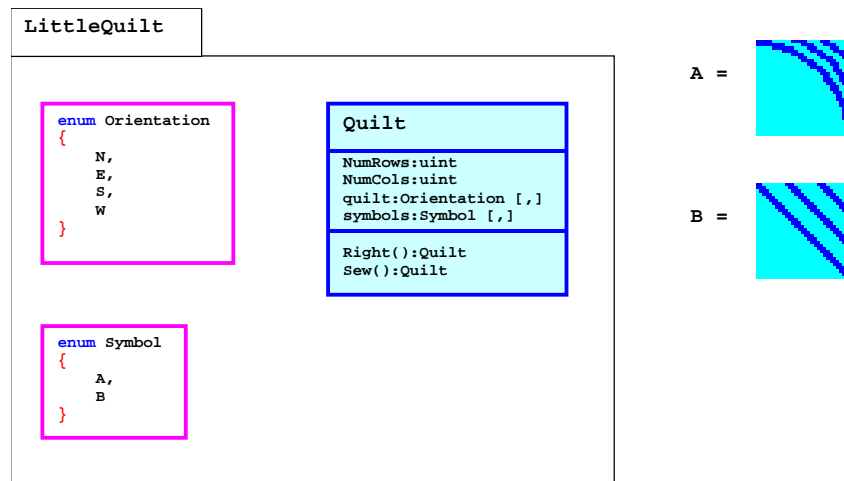 LittleQuilt
enum Orientation
{
N,
E,
S,
W
}
Quilt
NumRows:uint
NumCols:uint
quilt:Orientation [,]
symbols:Symbol [,]
Right():Quilt
Sew():Quilt
enum Symbol
{
A,
B
}
A =
B =